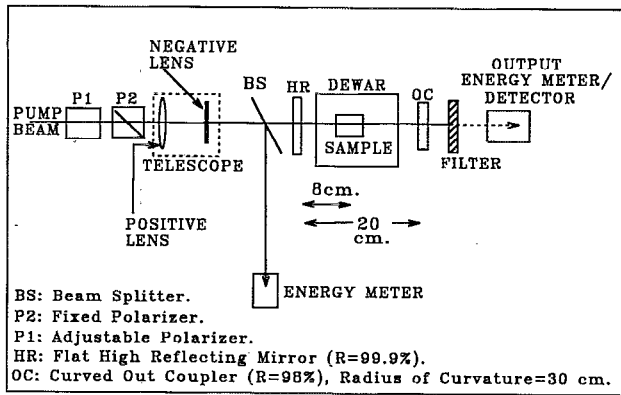 NEGATIVE
LENS
P1
P2
BS
HR
DEWAR
OC
OUTPUT
ENERGY METER/
DETECTOR
PUMP
BEAM
SAMPLE
TELESCOPE
FILTER
8cm.
20
cm.
POSITIVE
LENS
ENERGY METER
BS: Beam Splitter.
P2: Fixed Polarizer.
P1: Adjustable Polarizer.
HR: Flat High Reflecting Mirror (R=99.9%).
OC: Curved Out Coupler (R=98%), Radius of Curvature=30 cm.